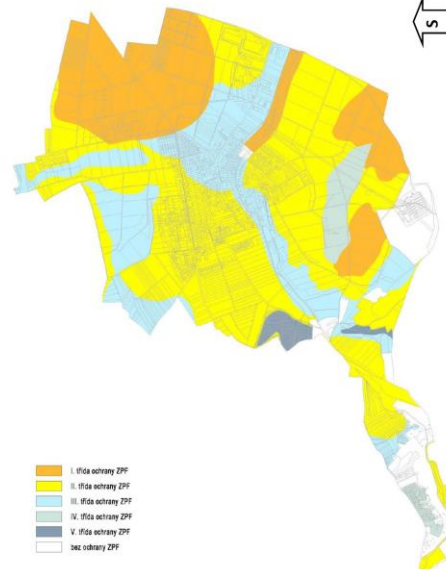 S
I. třída ochrany ZPF
II. třída ochrany ZPF
III. třída ochrany ZPF
IV. třída ochrany ZPF
V. třída ochrany ZPF
bez ochrany ZPF